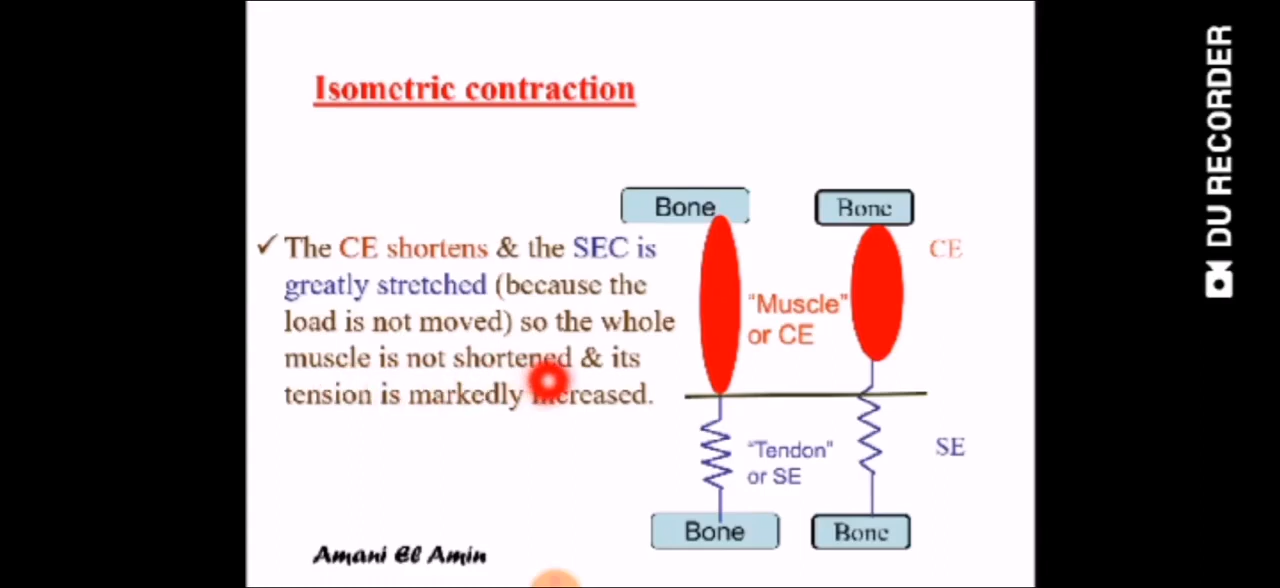 Isometric contraction
✓ The CE shortens & the SEC is
greatly stretched (because the
load is not moved) so the whole
muscle is not shortened & its
tension is markedly increased.
Bone
Bone
CE
"Muscle"
or CE
"Tendon"
or SE
SE
Bone
Bone
Amani El Amin
DU RECORDER